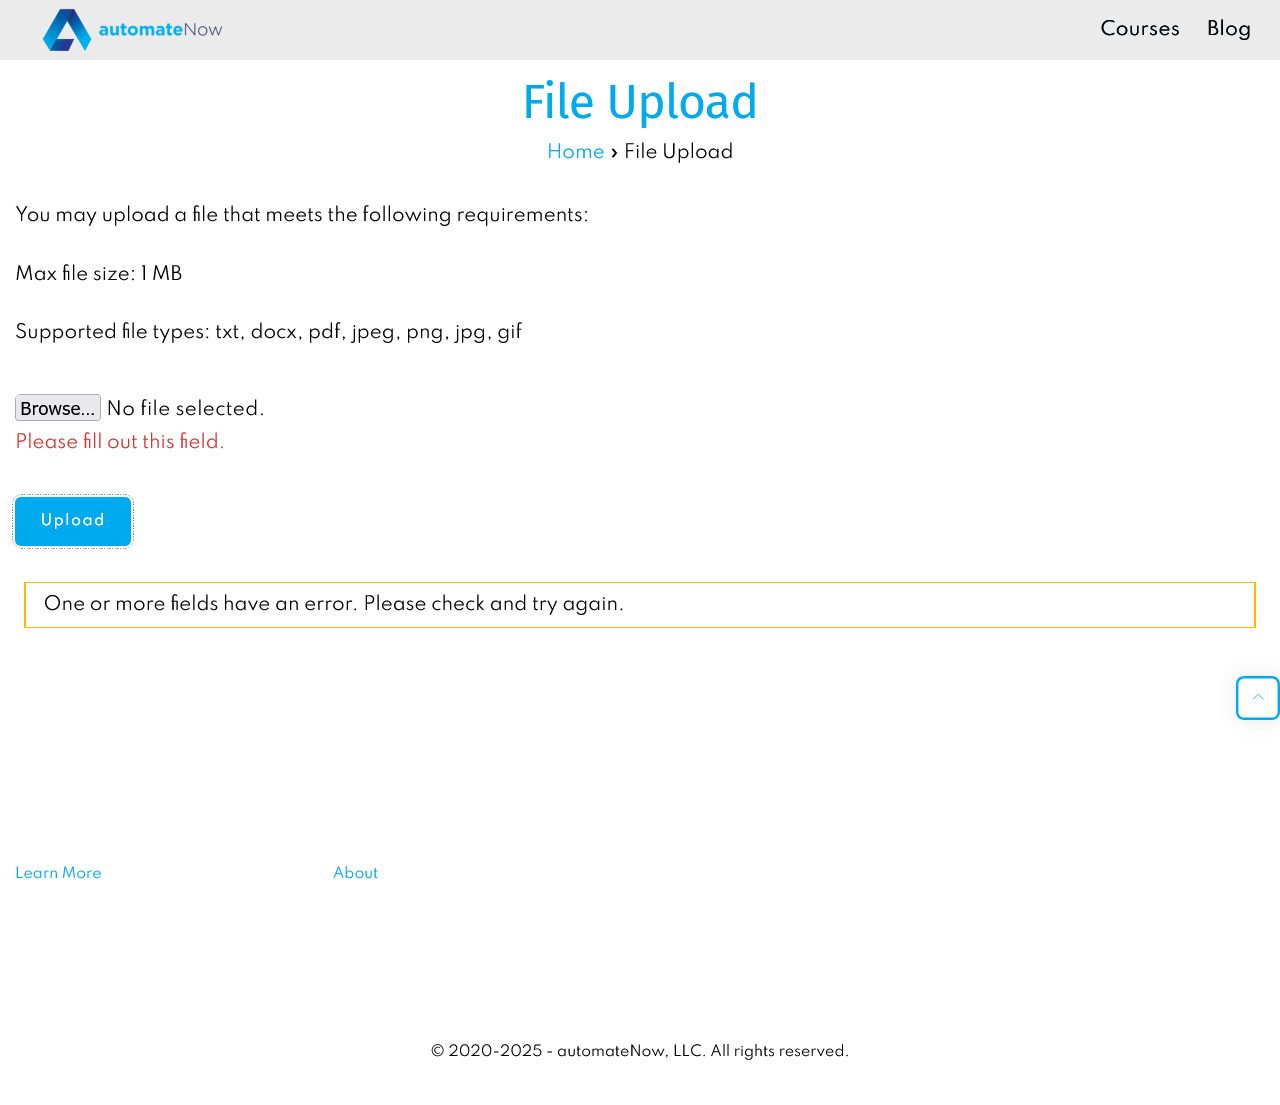 automateNow
Courses Blog
File Upload
Home › File Upload
You may upload a file that meets the following requirements:
Max file size: 1 MB
Supported file types: txt, docx, pdf, jpeg, png, jpg, gif
Browse... No file selected.
Please fill out this field.
Upload
One or more fields have an error. Please check and try again.
Learn More About
© 2020-2025 - automateNow, LLC. All rights reserved.